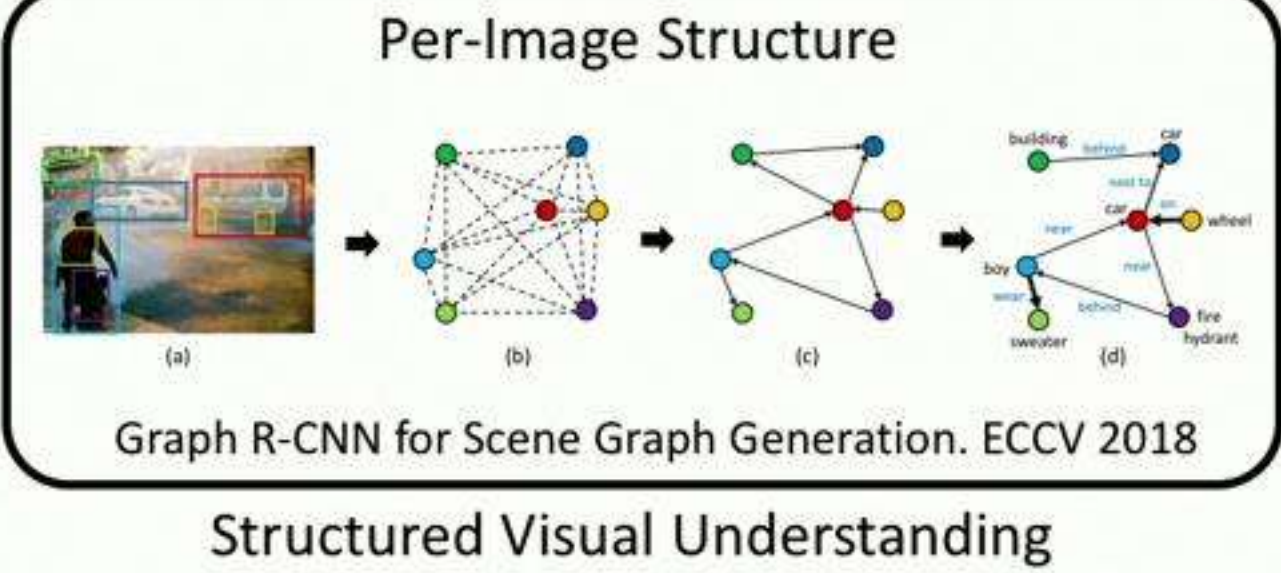 Per-Image Structure
building
behind
car
next to
car
on
wheel
near
boy
near
wear
behind
fire
hydrant
sweater
(a)
(b)
(c)
(d)
Graph R-CNN for Scene Graph Generation. ECCV 2018
Structured Visual Understanding